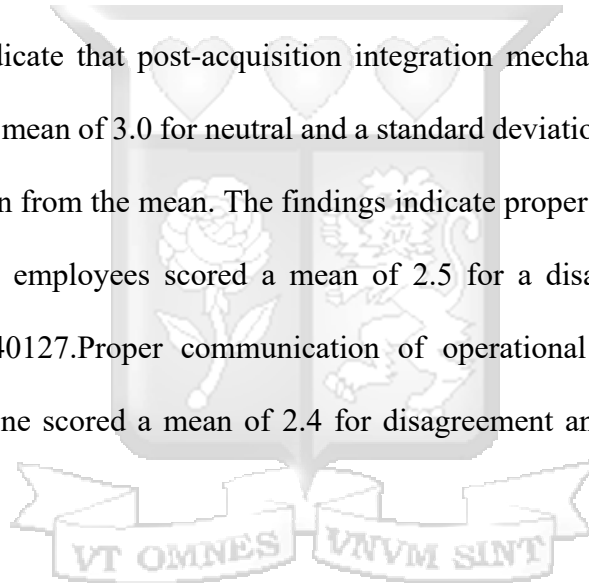 dicate that post-acquisition integration mecha
mean of 3.0 for neutral and a standard deviatio
n from the mean. The findings indicate proper
employees scored a mean of 2.5 for a disa
40127.Proper communication of operational
ne scored a mean of 2.4 for disagreement an
VT OMNES VNVM SINT